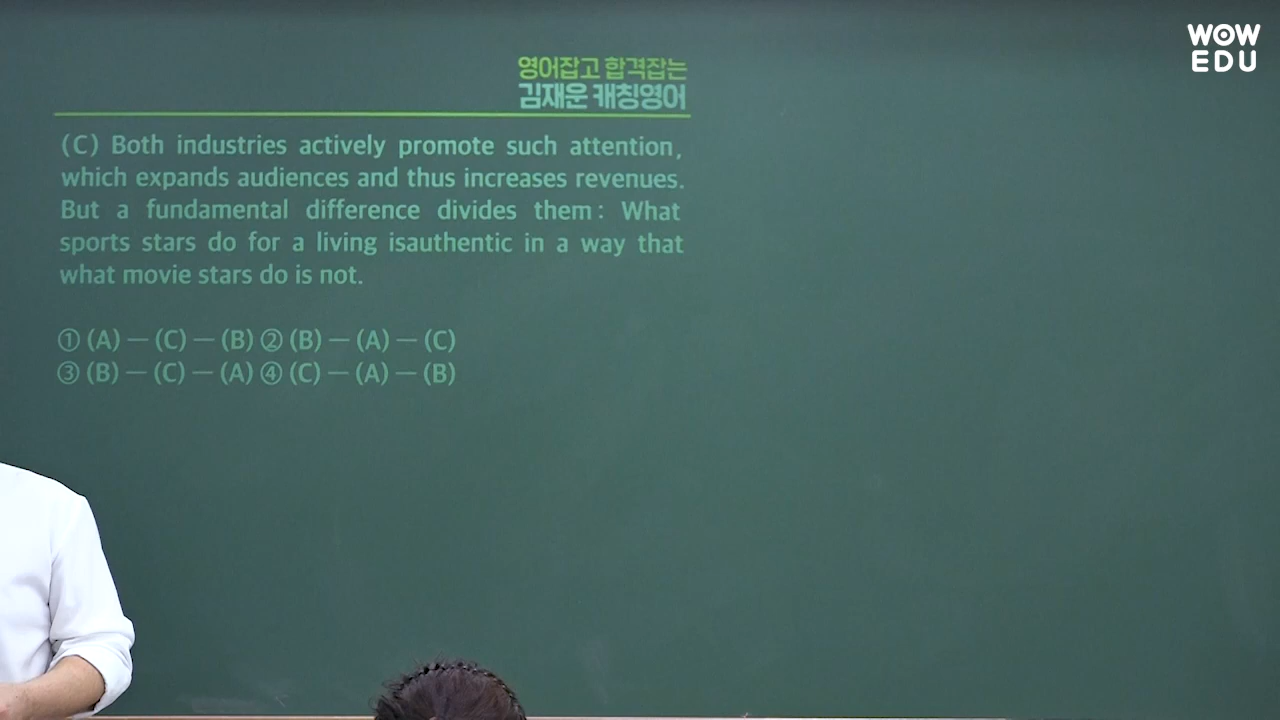 WOW
EDU
영어잡고 합격잡는
김재운 캐칭영어
(C) Both industries actively promote such attention,
which expands audiences and thus increases revenues.
But a fundamental difference divides them : What
sports stars do for a living isauthentic in a way that
what movie stars do is not.
① (A) — (C) — (B) ② (B) — (A) — (C)
③ (B) — (C) — (A) ④ (C) — (A) — (B)